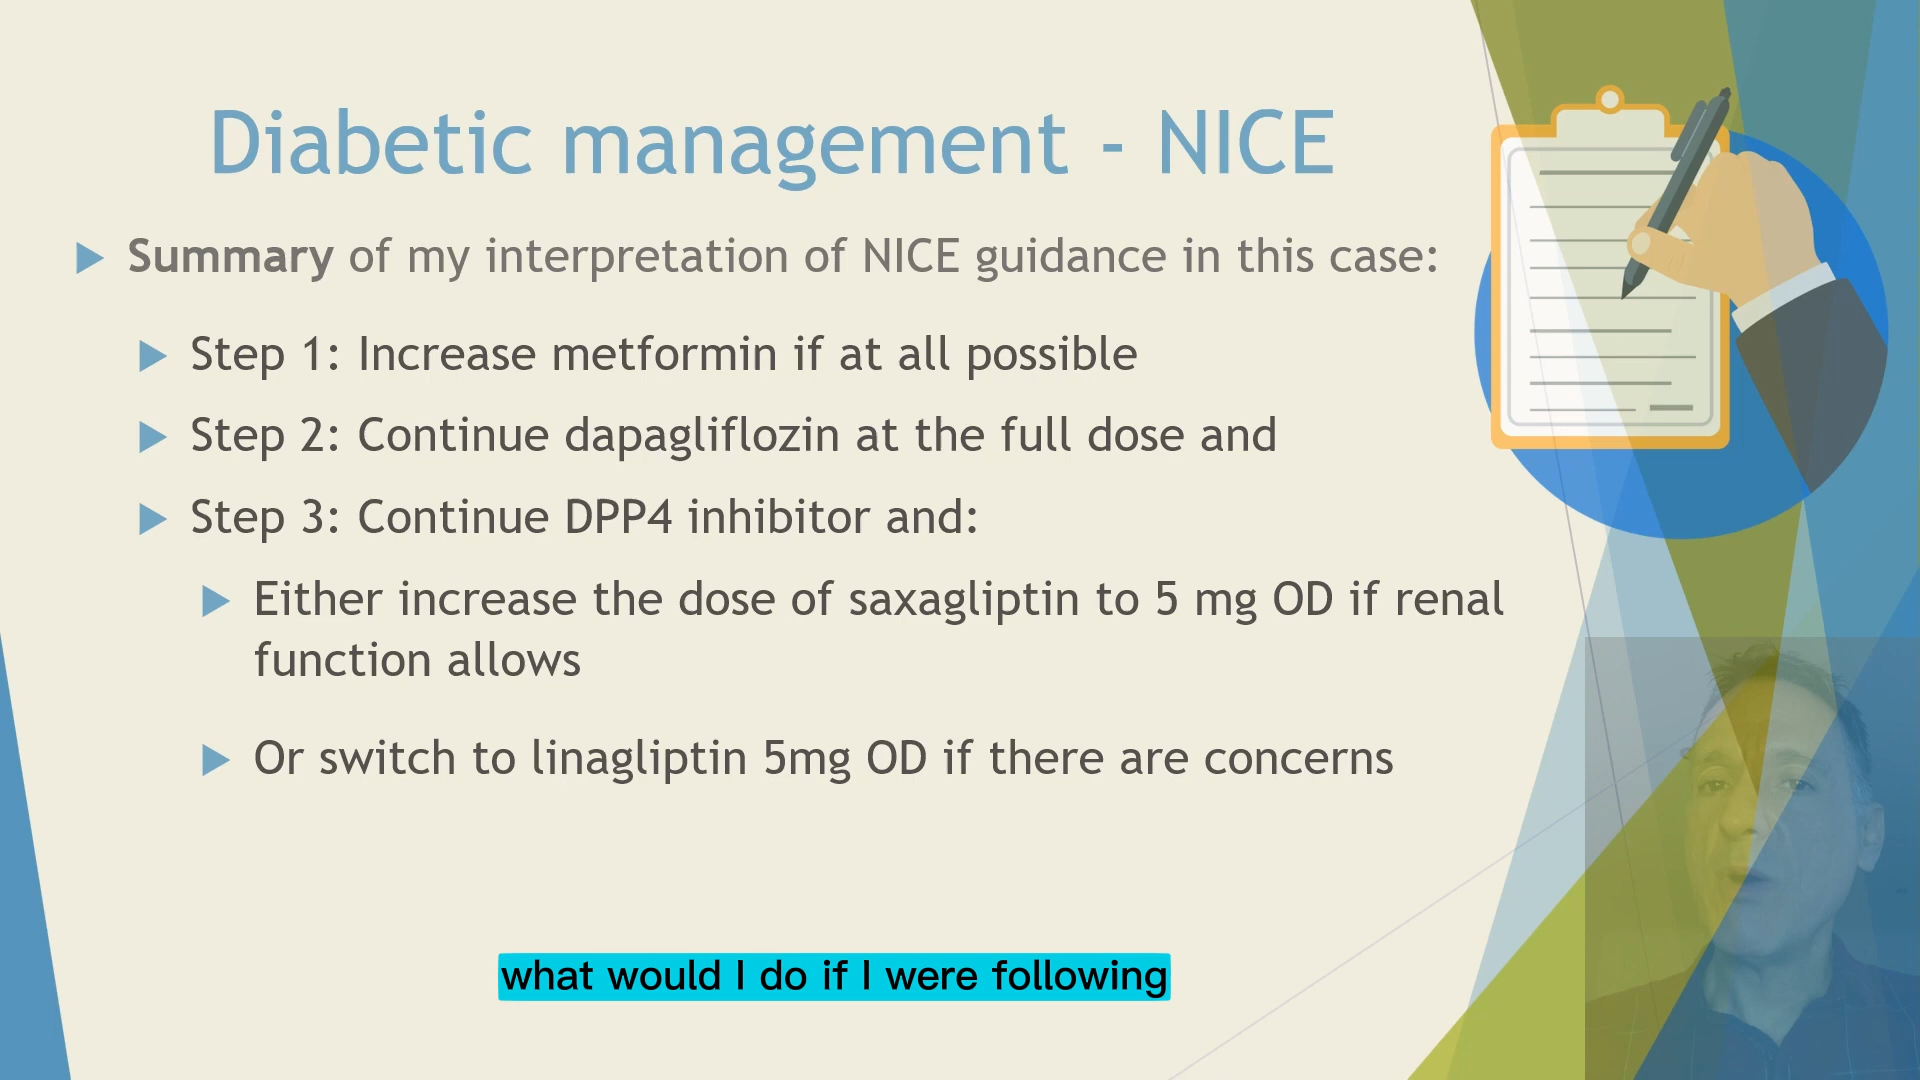 Diabetic management - NICE
Summary of my interpretation of NICE guidance in this case:
Step 1: Increase metformin if at all possible
Step 2: Continue dapagliflozin at the full dose and
Step 3: Continue DPP4 inhibitor and:
Either increase the dose of saxagliptin to 5 mg OD if renal
function allows
Or switch to linagliptin 5mg OD if there are concerns
what would I do if I were following